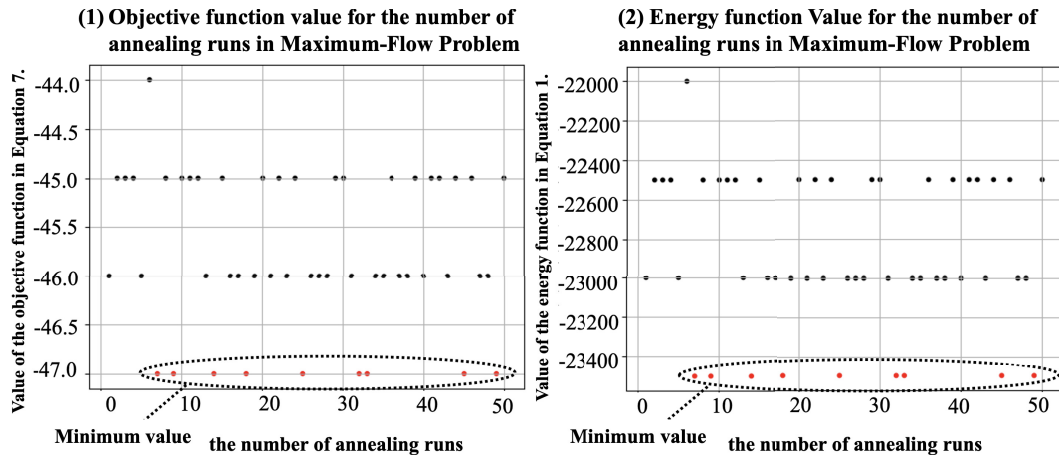 (1) Objective function value for the number of
annealing runs in Maximum-Flow Problem
Value of the objective function in Equation 7.
-44.0
-44.5
-45.0
-45.5
-46.0
-46.5
-47.0
0 10 20 30 40 50
Minimum value
the number of annealing runs
(2) Energy function Value for the number of
annealing runs in Maximum-Flow Problem
Value of the energy function in Equation 1.
-22000
-22200
-22400
-22600
-22800
-23000
-23200
-23400
0 10 20 30 40 50
Minimum value
the number of annealing runs